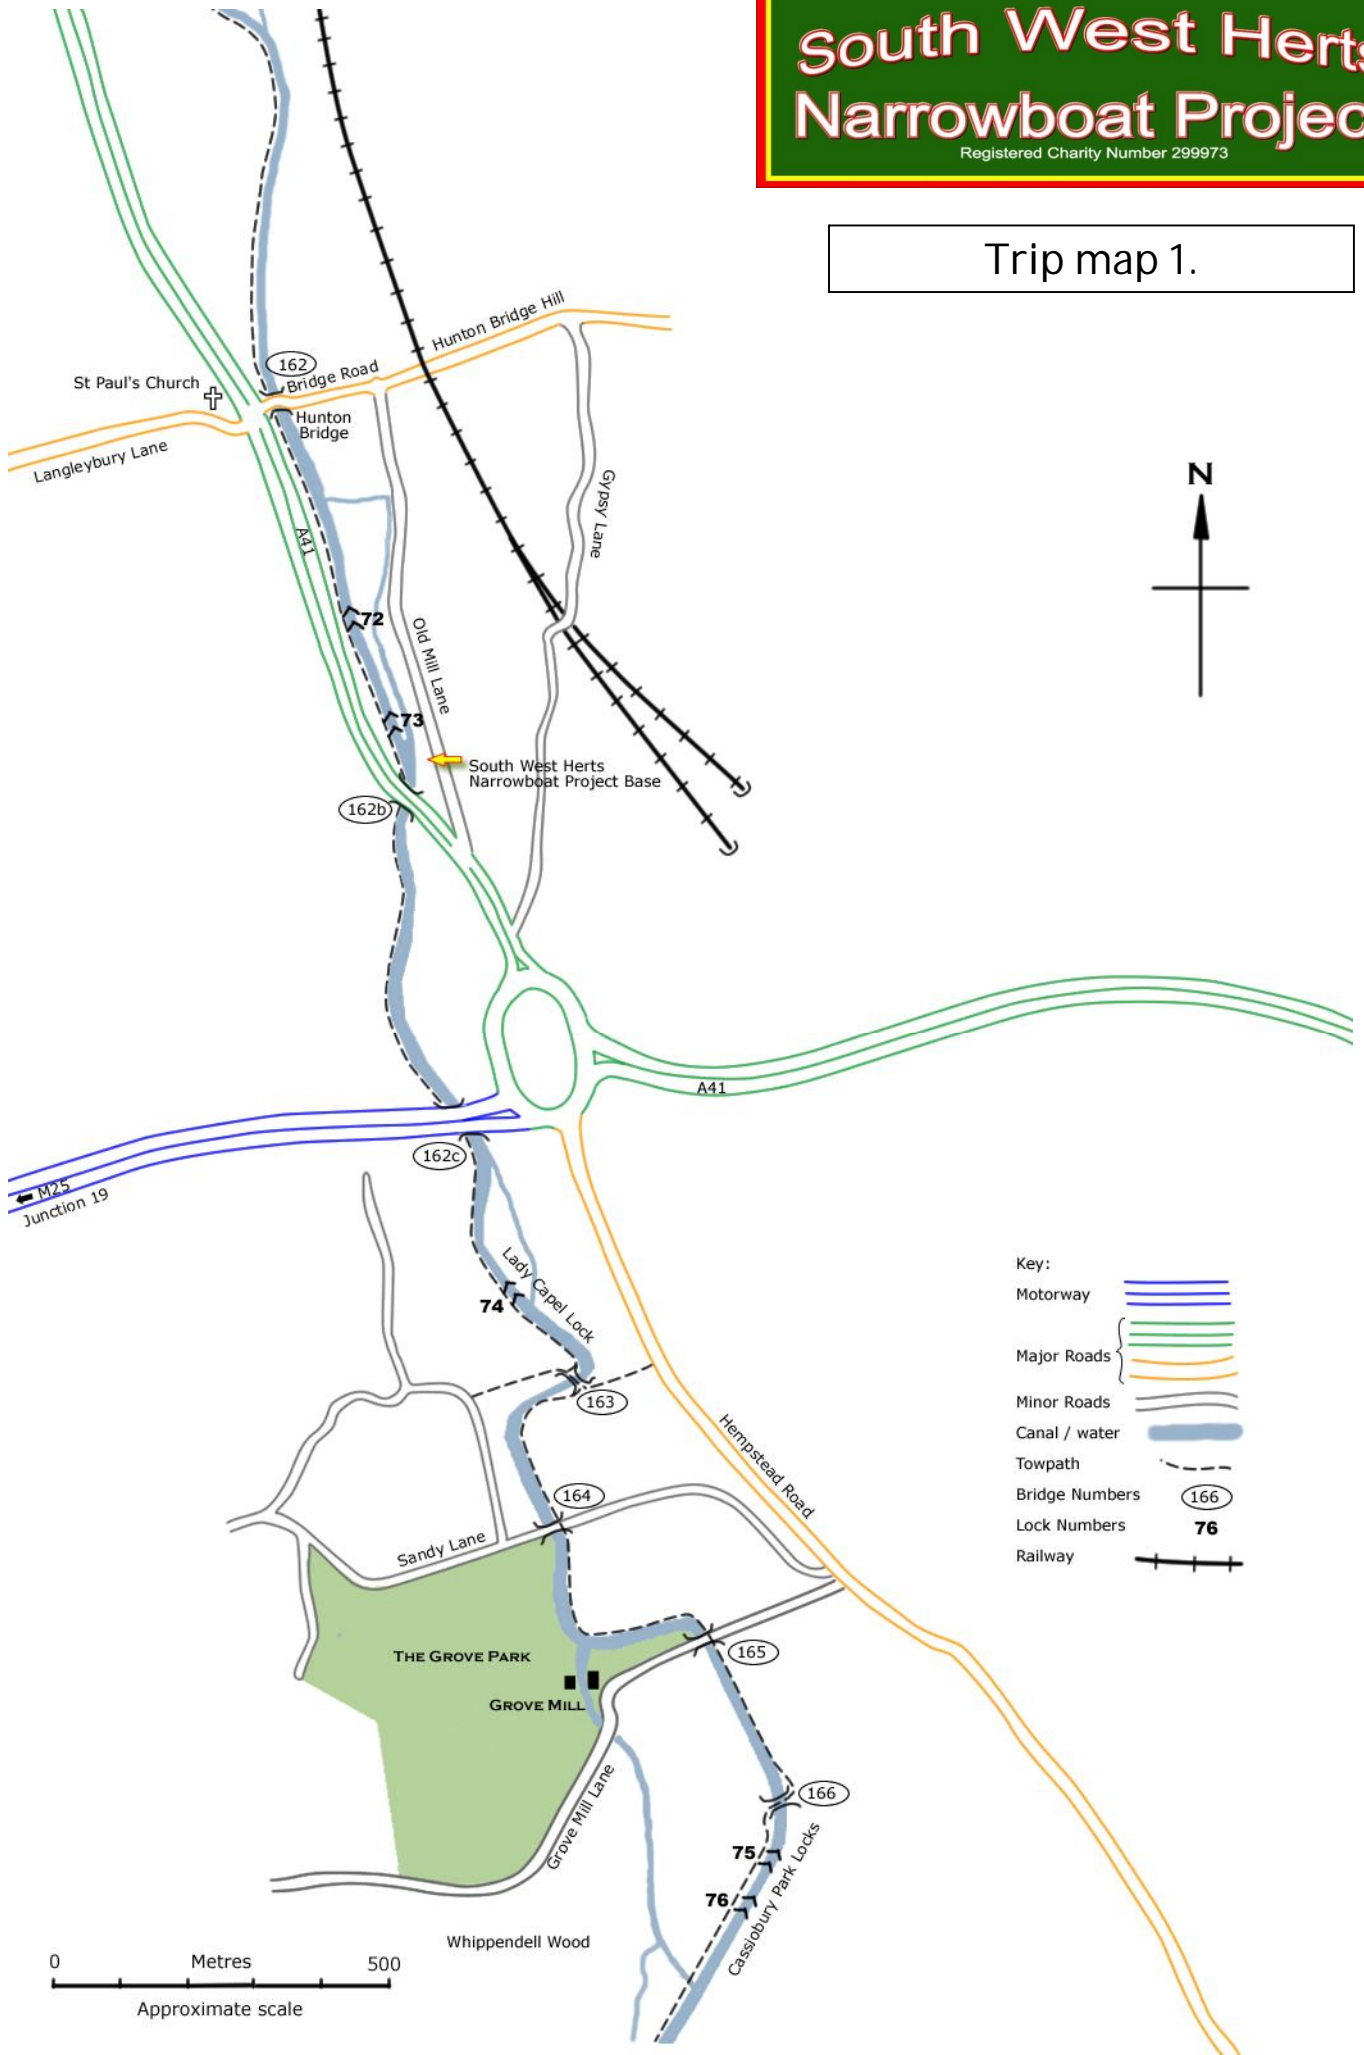 South West Herts
Narrowboat Projec
Registered Charity Number 299973
Trip map 1.
Hunton Bridge Hill
162
Bridge Road
St Paul's Church
Hunton
Bridge
Langleybury Lane
N
Gypsy Lane
A41
72
Old Mill Lane
73
South West Herts
Narrowboat Project Base
162b
A41
162c
M25
Junction 19
Lady Capel Lock
74
163
Hempstead Road
164
Sandy Lane
THE GROVE PARK
GROVE MILL
165
166
Grove Mill Lane
75
76
Cassiobury Park Locks
Whippendell Wood
Key:
Motorway
Major Roads
Minor Roads
Canal / water
Towpath
Bridge Numbers 166
Lock Numbers 76
Railway
0 Metres 500
Approximate scale